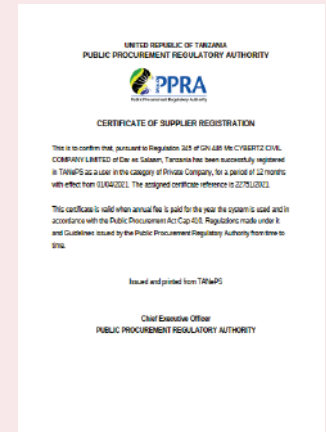 UNITED REPUBLIC OF TANZANIA
PUBLIC PROCUREMENT REGULATORY AUTHORITY
PPRA
Public Procurement Regulatory Authority
CERTIFICATE OF SUPPLIER REGISTRATION
This is to confirm that, pursuant to Regulation 345 of GN 446 Ms CYBERTZ CIVIL
COMPANY LIMITED of Dar es Salaam, Tanzania has been successfully registered
in TANePS as a user in the category of Private Company, for a period of 12 months
with effect from 01/04/2021. The assigned certificate reference is 22751/2021.
This certificate is valid when annual fee is paid for the year the system is used and in
accordance with the Public Procurement Act Cap 410, Regulations made under it
and Guidelines issued by the Public Procurement Regulatory Authority from time to
time.
Issued and printed from TANePS
Chief Executive Officer
PUBLIC PROCUREMENT REGULATORY AUTHORITY